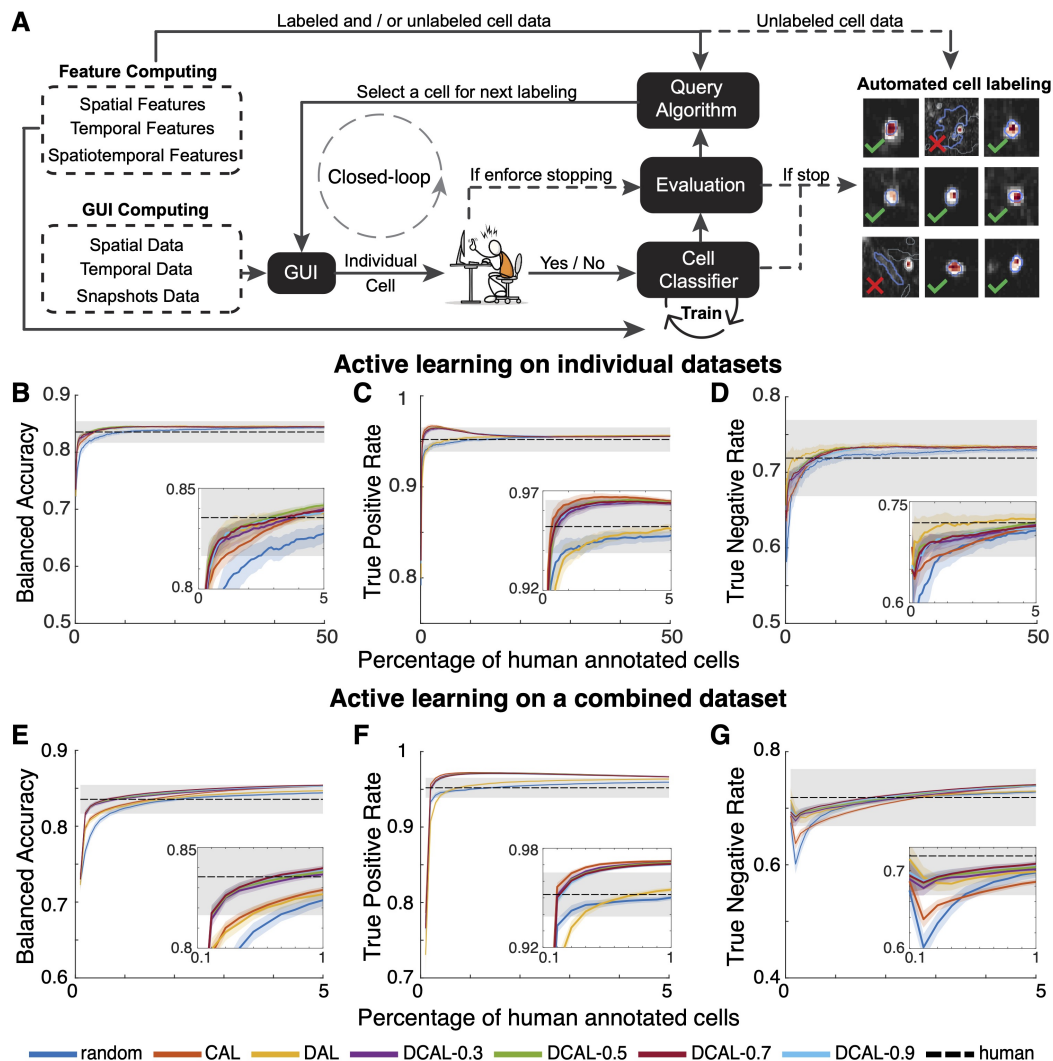 A
Labeled and / or unlabeled cell data
Unlabeled cell data
Feature Computing
Spatial Features
Temporal Features
Spatiotemporal Features
Select a cell for next labeling
Query
Algorithm
Automated cell labeling
Closed-loop
If enforce stopping
Evaluation
If stop
GUI Computing
Spatial Data
Temporal Data
Snapshots Data
GUI
Individual
Cell
Yes / No
Cell
Classifier
Train
Active learning on individual datasets
B
Balanced Accuracy
0.9
0.8
0.7
0.6
0.5
0
50
0.85
0.8
0
5
C
True Positive Rate
1
0.9
0.8
0
50
0.97
0.92
0
5
D
True Negative Rate
0.8
0.7
0.6
0.5
0
50
0.75
0.6
0
5
Percentage of human annotated cells
Active learning on a combined dataset
E
Balanced Accuracy
0.9
0.8
0.7
0.6
0
5
0.85
0.8
0.1
1
F
True Positive Rate
1
0.9
0.8
0.7
0
5
0.98
0.92
0.1
1
G
True Negative Rate
0.8
0.6
0.4
0
5
0.7
0.6
0.1
1
Percentage of human annotated cells
random
CAL
DAL
DCAL-0.3
DCAL-0.5
DCAL-0.7
DCAL-0.9
human